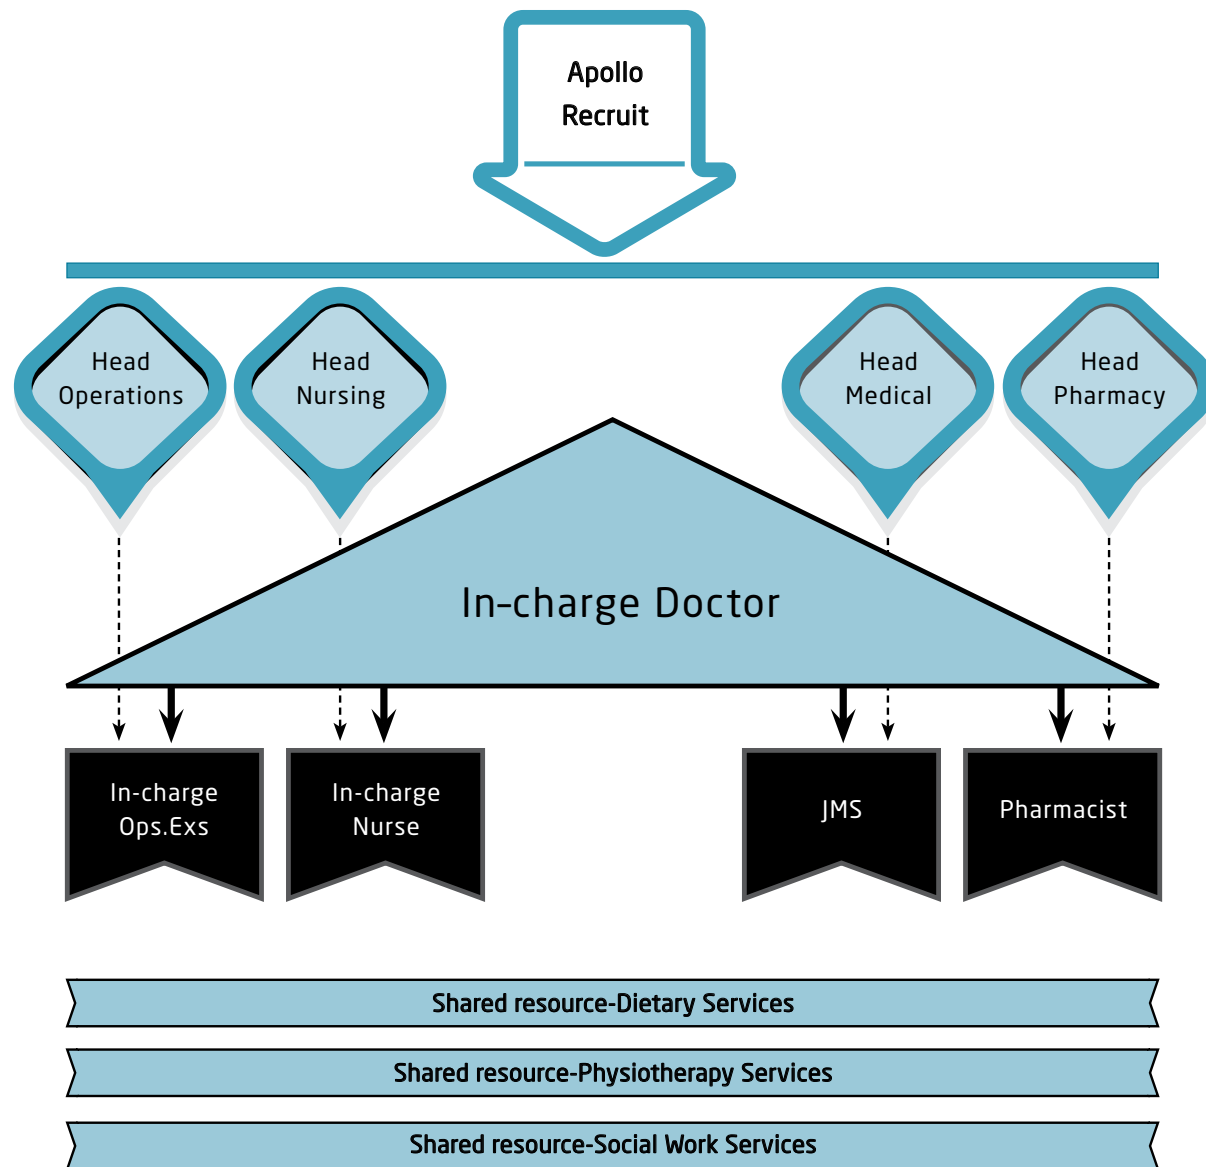 Apollo
Recruit
Head
Operations
Head
Nursing
Head
Medical
Head
Pharmacy
In-charge Doctor
In-charge
Ops.Exs
In-charge
Nurse
JMS
Pharmacist
Shared resource-Dietary Services
Shared resource-Physiotherapy Services
Shared resource-Social Work Services